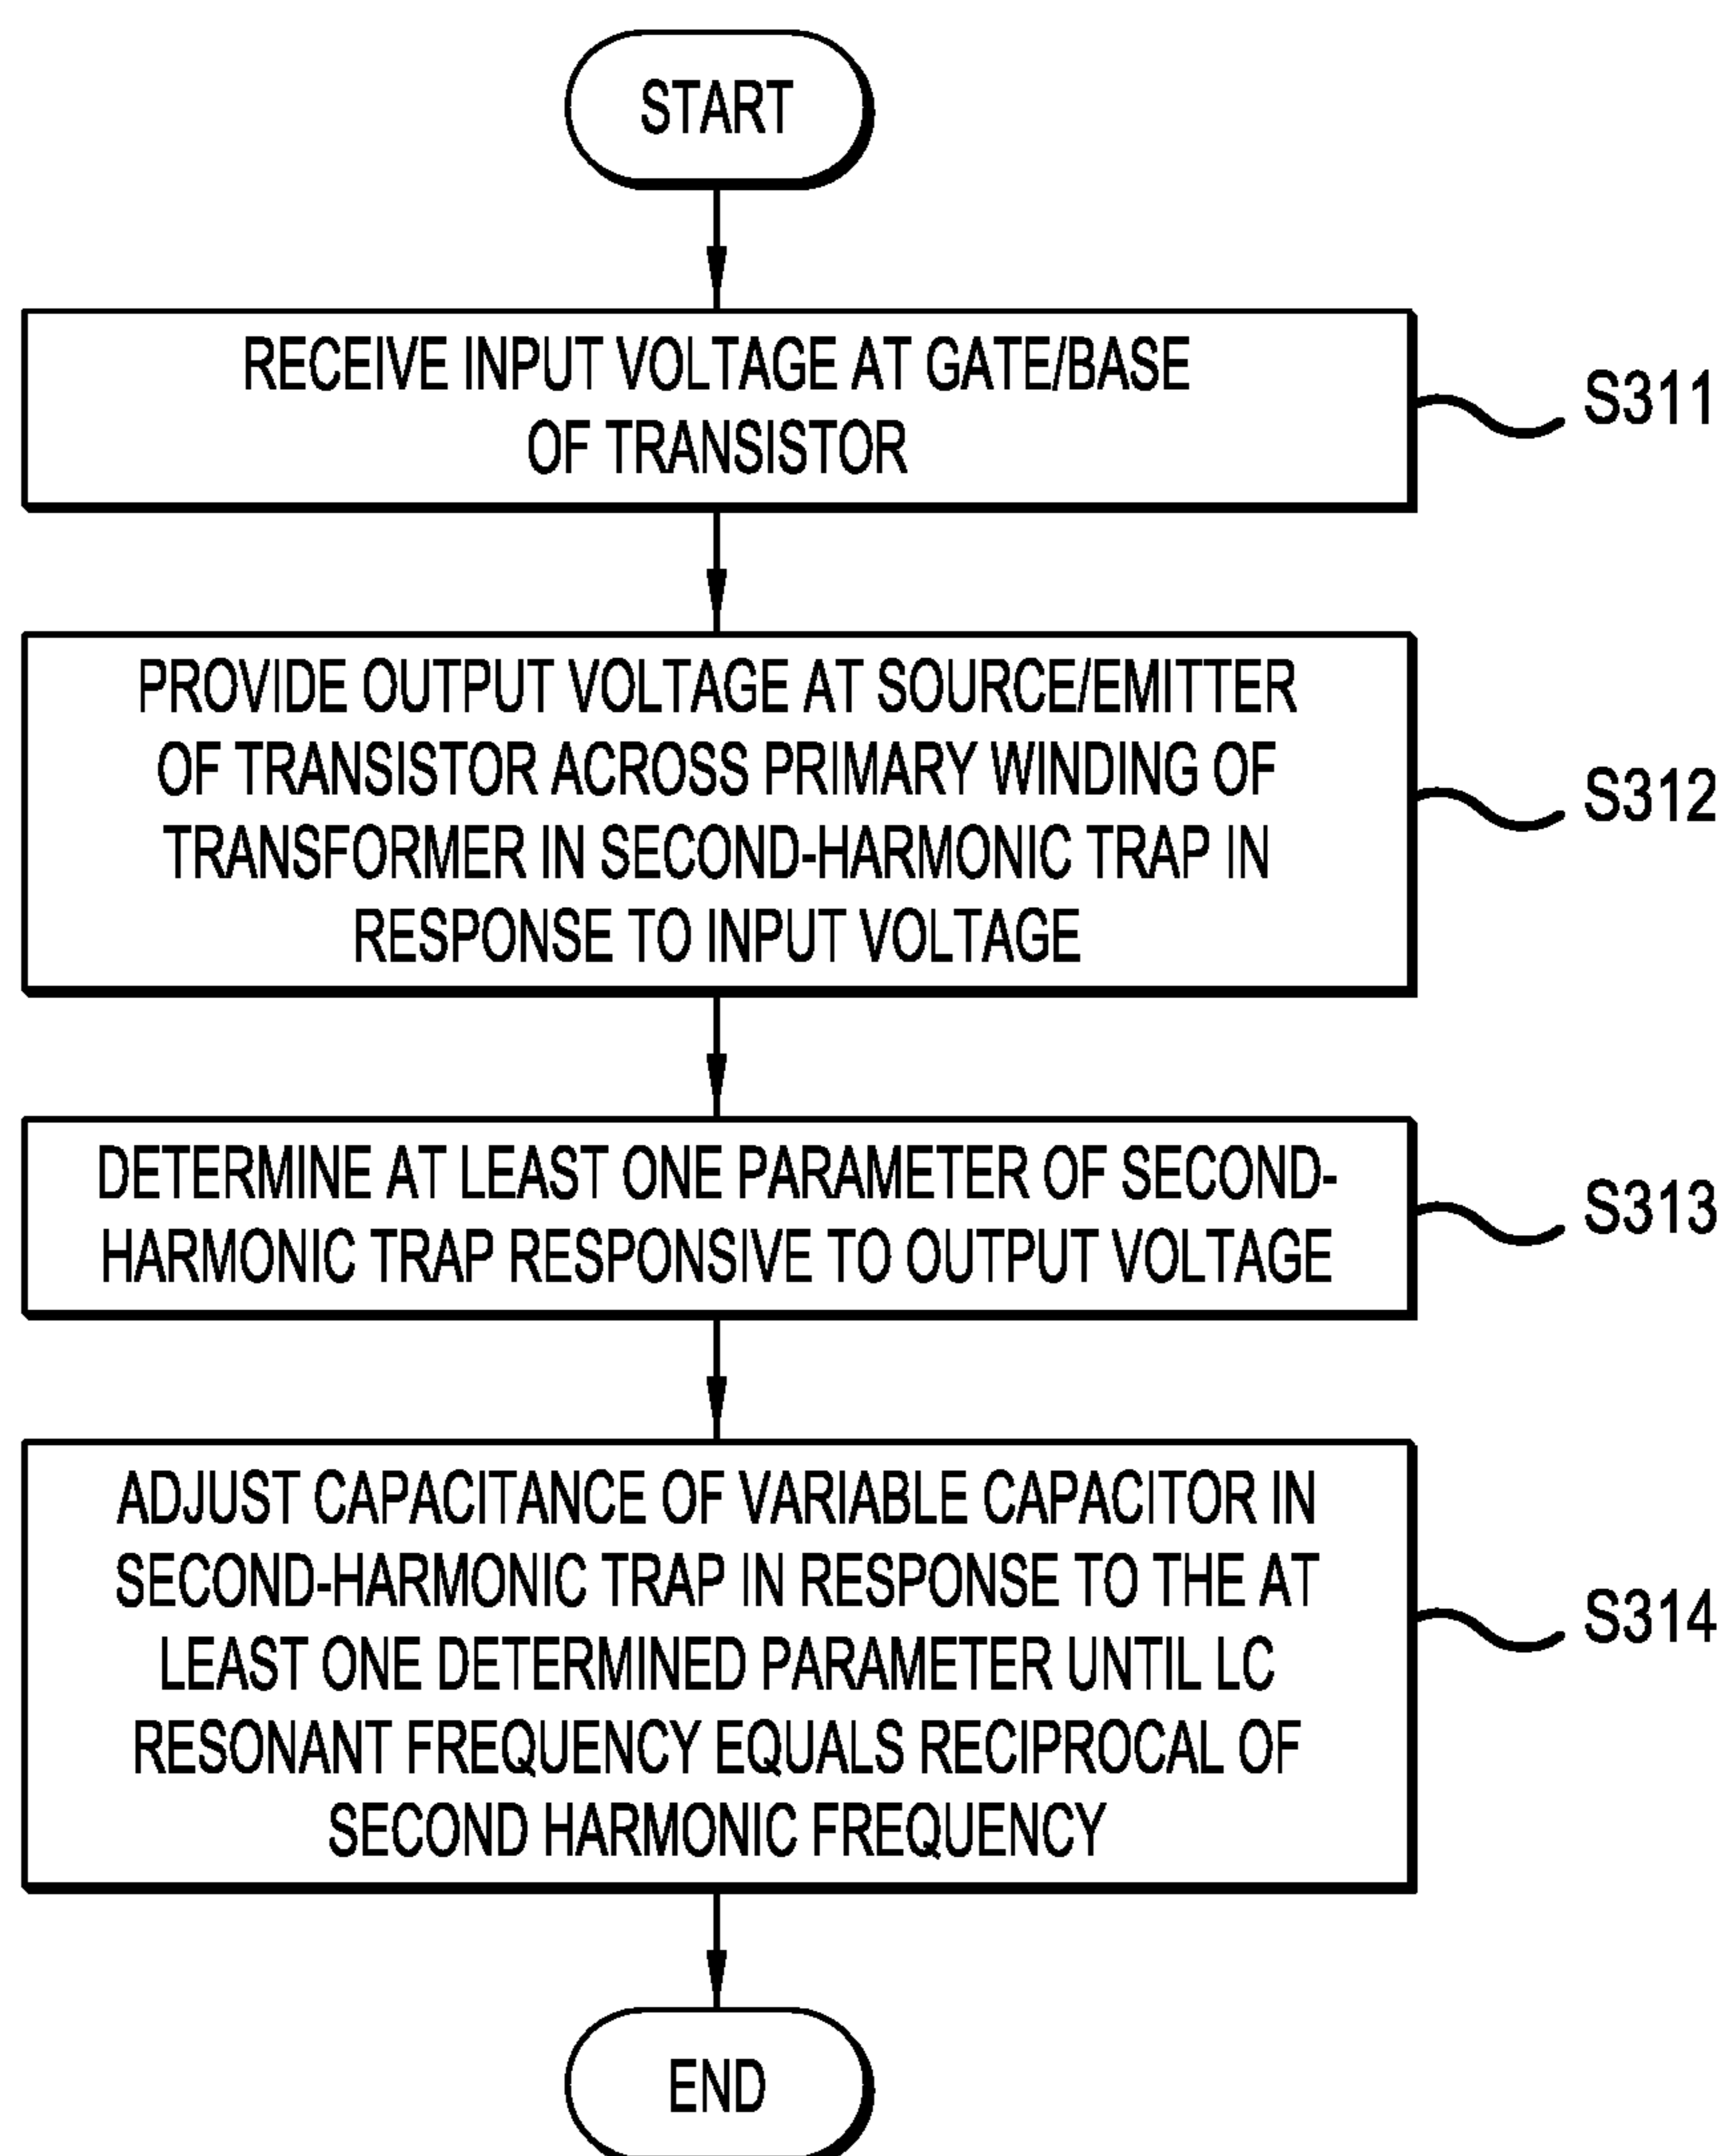 START
RECEIVE INPUT VOLTAGE AT GATE/BASE
OF TRANSISTOR
S311
PROVIDE OUTPUT VOLTAGE AT SOURCE/EMITTER
OF TRANSISTOR ACROSS PRIMARY WINDING OF
TRANSFORMER IN SECOND-HARMONIC TRAP IN
RESPONSE TO INPUT VOLTAGE
S312
DETERMINE AT LEAST ONE PARAMETER OF SECOND-
HARMONIC TRAP RESPONSIVE TO OUTPUT VOLTAGE
S313
ADJUST CAPACITANCE OF VARIABLE CAPACITOR IN
SECOND-HARMONIC TRAP IN RESPONSE TO THE AT
LEAST ONE DETERMINED PARAMETER UNTIL LC
RESONANT FREQUENCY EQUALS RECIPROCAL OF
SECOND HARMONIC FREQUENCY
S314
END